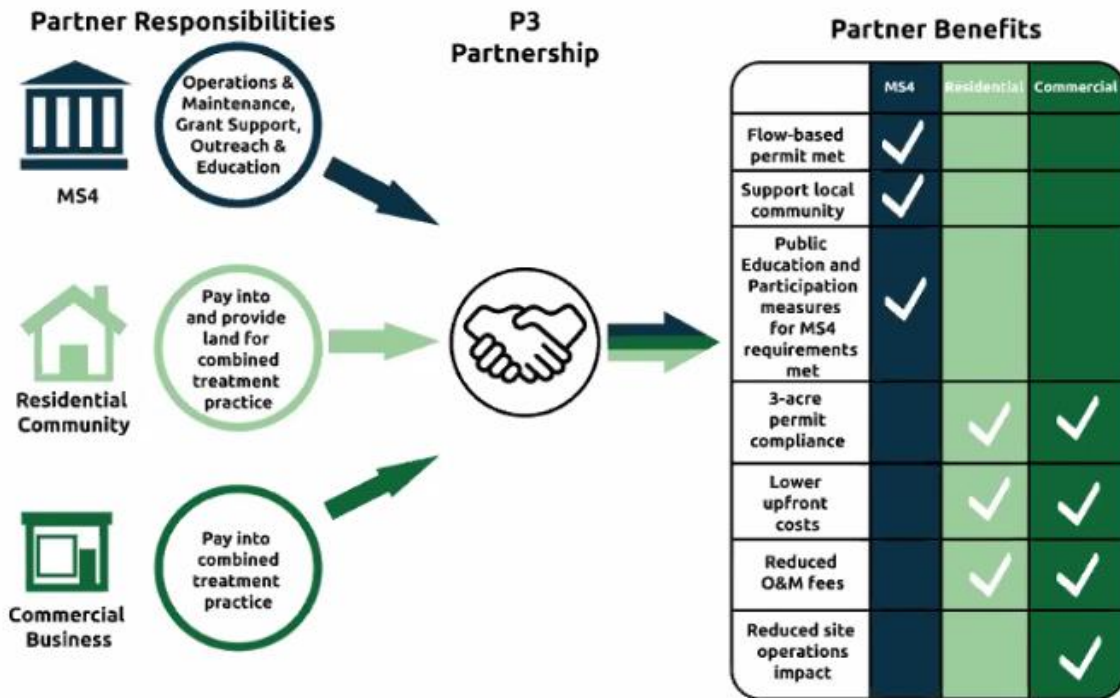 Partner Responsibilities
P3
Partnership
Partner Benefits
MS4
Operations &
Maintenance,
Grant Support,
Outreach &
Education
Residential
Community
Pay into
and provide
land for
combined
treatment
practice
Commercial
Business
Pay into
combined
treatment
practice
MS4 Residential Commercial
Flow-based
permit met
Support local
community
Public
Education and
Participation
measures
for MS4
requirements
met
3-acre
permit
compliance
Lower
upfront
costs
Reduced
O&M fees
Reduced site
operations
impact